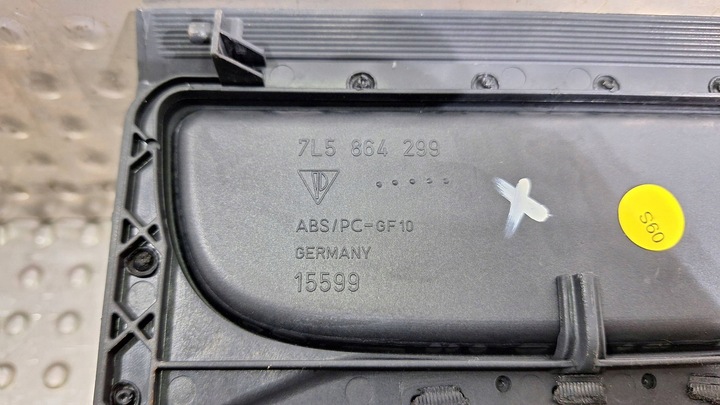 7L5 864 299
ABS/PC-GF10
GERMANY
15599
S60